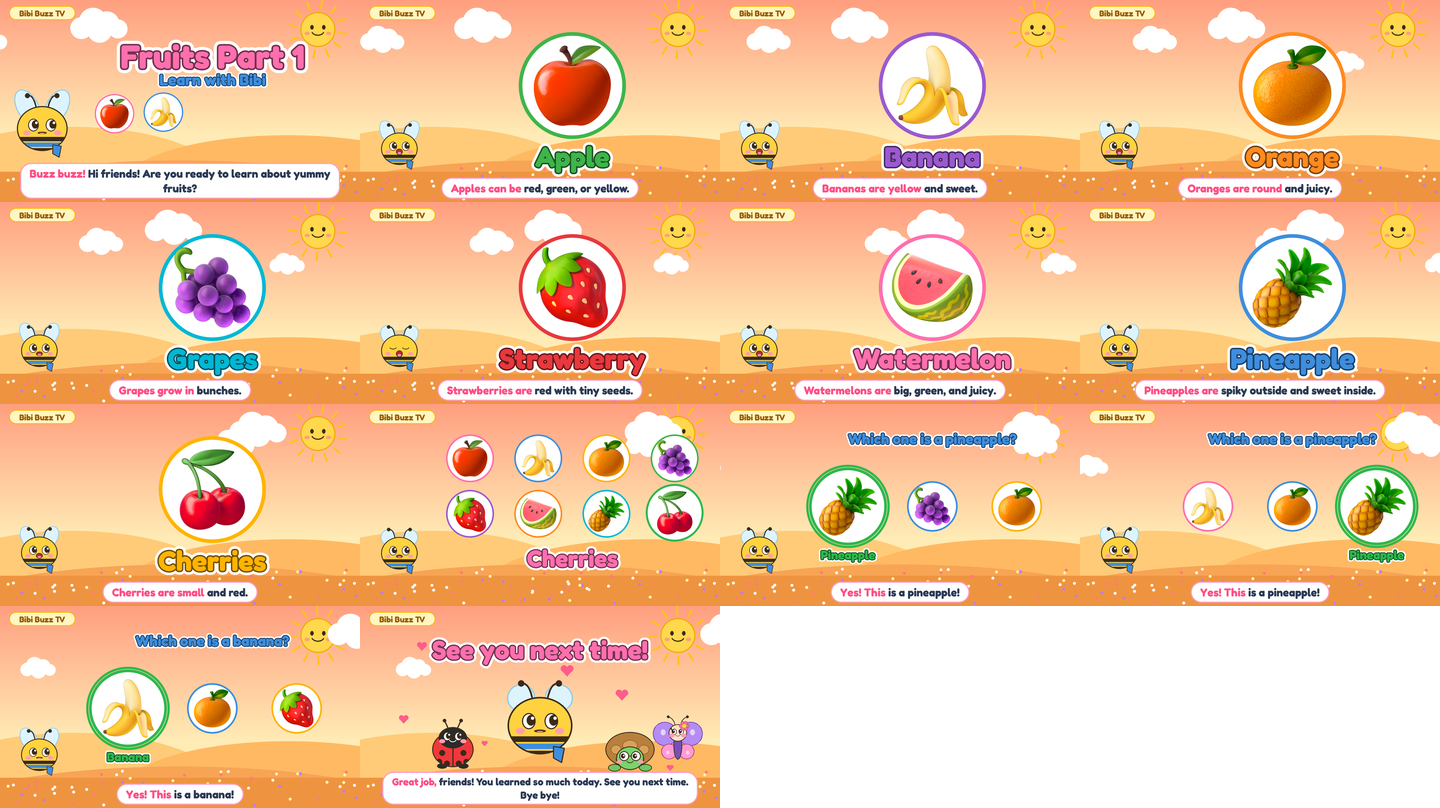 Bibi Buzz TV
Fruits Part 1
Learn with Bibi
Buzz buzz! Hi friends! Are you ready to learn about yummy
fruits?
Bibi Buzz TV
Apple
Apples can be red, green, or yellow.
Bibi Buzz TV
Banana
Bananas are yellow and sweet.
Bibi Buzz TV
Orange
Oranges are round and juicy.
Bibi Buzz TV
Grapes
Grapes grow in bunches.
Bibi Buzz TV
Strawberry
Strawberries are red with tiny seeds.
Bibi Buzz TV
Watermelon
Watermelons are big, green, and juicy.
Bibi Buzz TV
Pineapple
Pineapples are spiky outside and sweet inside.
Bibi Buzz TV
Cherries
Cherries are small and red.
Bibi Buzz TV
Cherries
Bibi Buzz TV
Which one is a pineapple?
Pineapple
Yes! This is a pineapple!
Bibi Buzz TV
Which one is a pineapple?
Pineapple
Yes! This is a pineapple!
Bibi Buzz TV
Which one is a banana?
Banana
Yes! This is a banana!
Bibi Buzz TV
See you next time!
Great job, friends! You learned so much today. See you next time.
Bye bye!